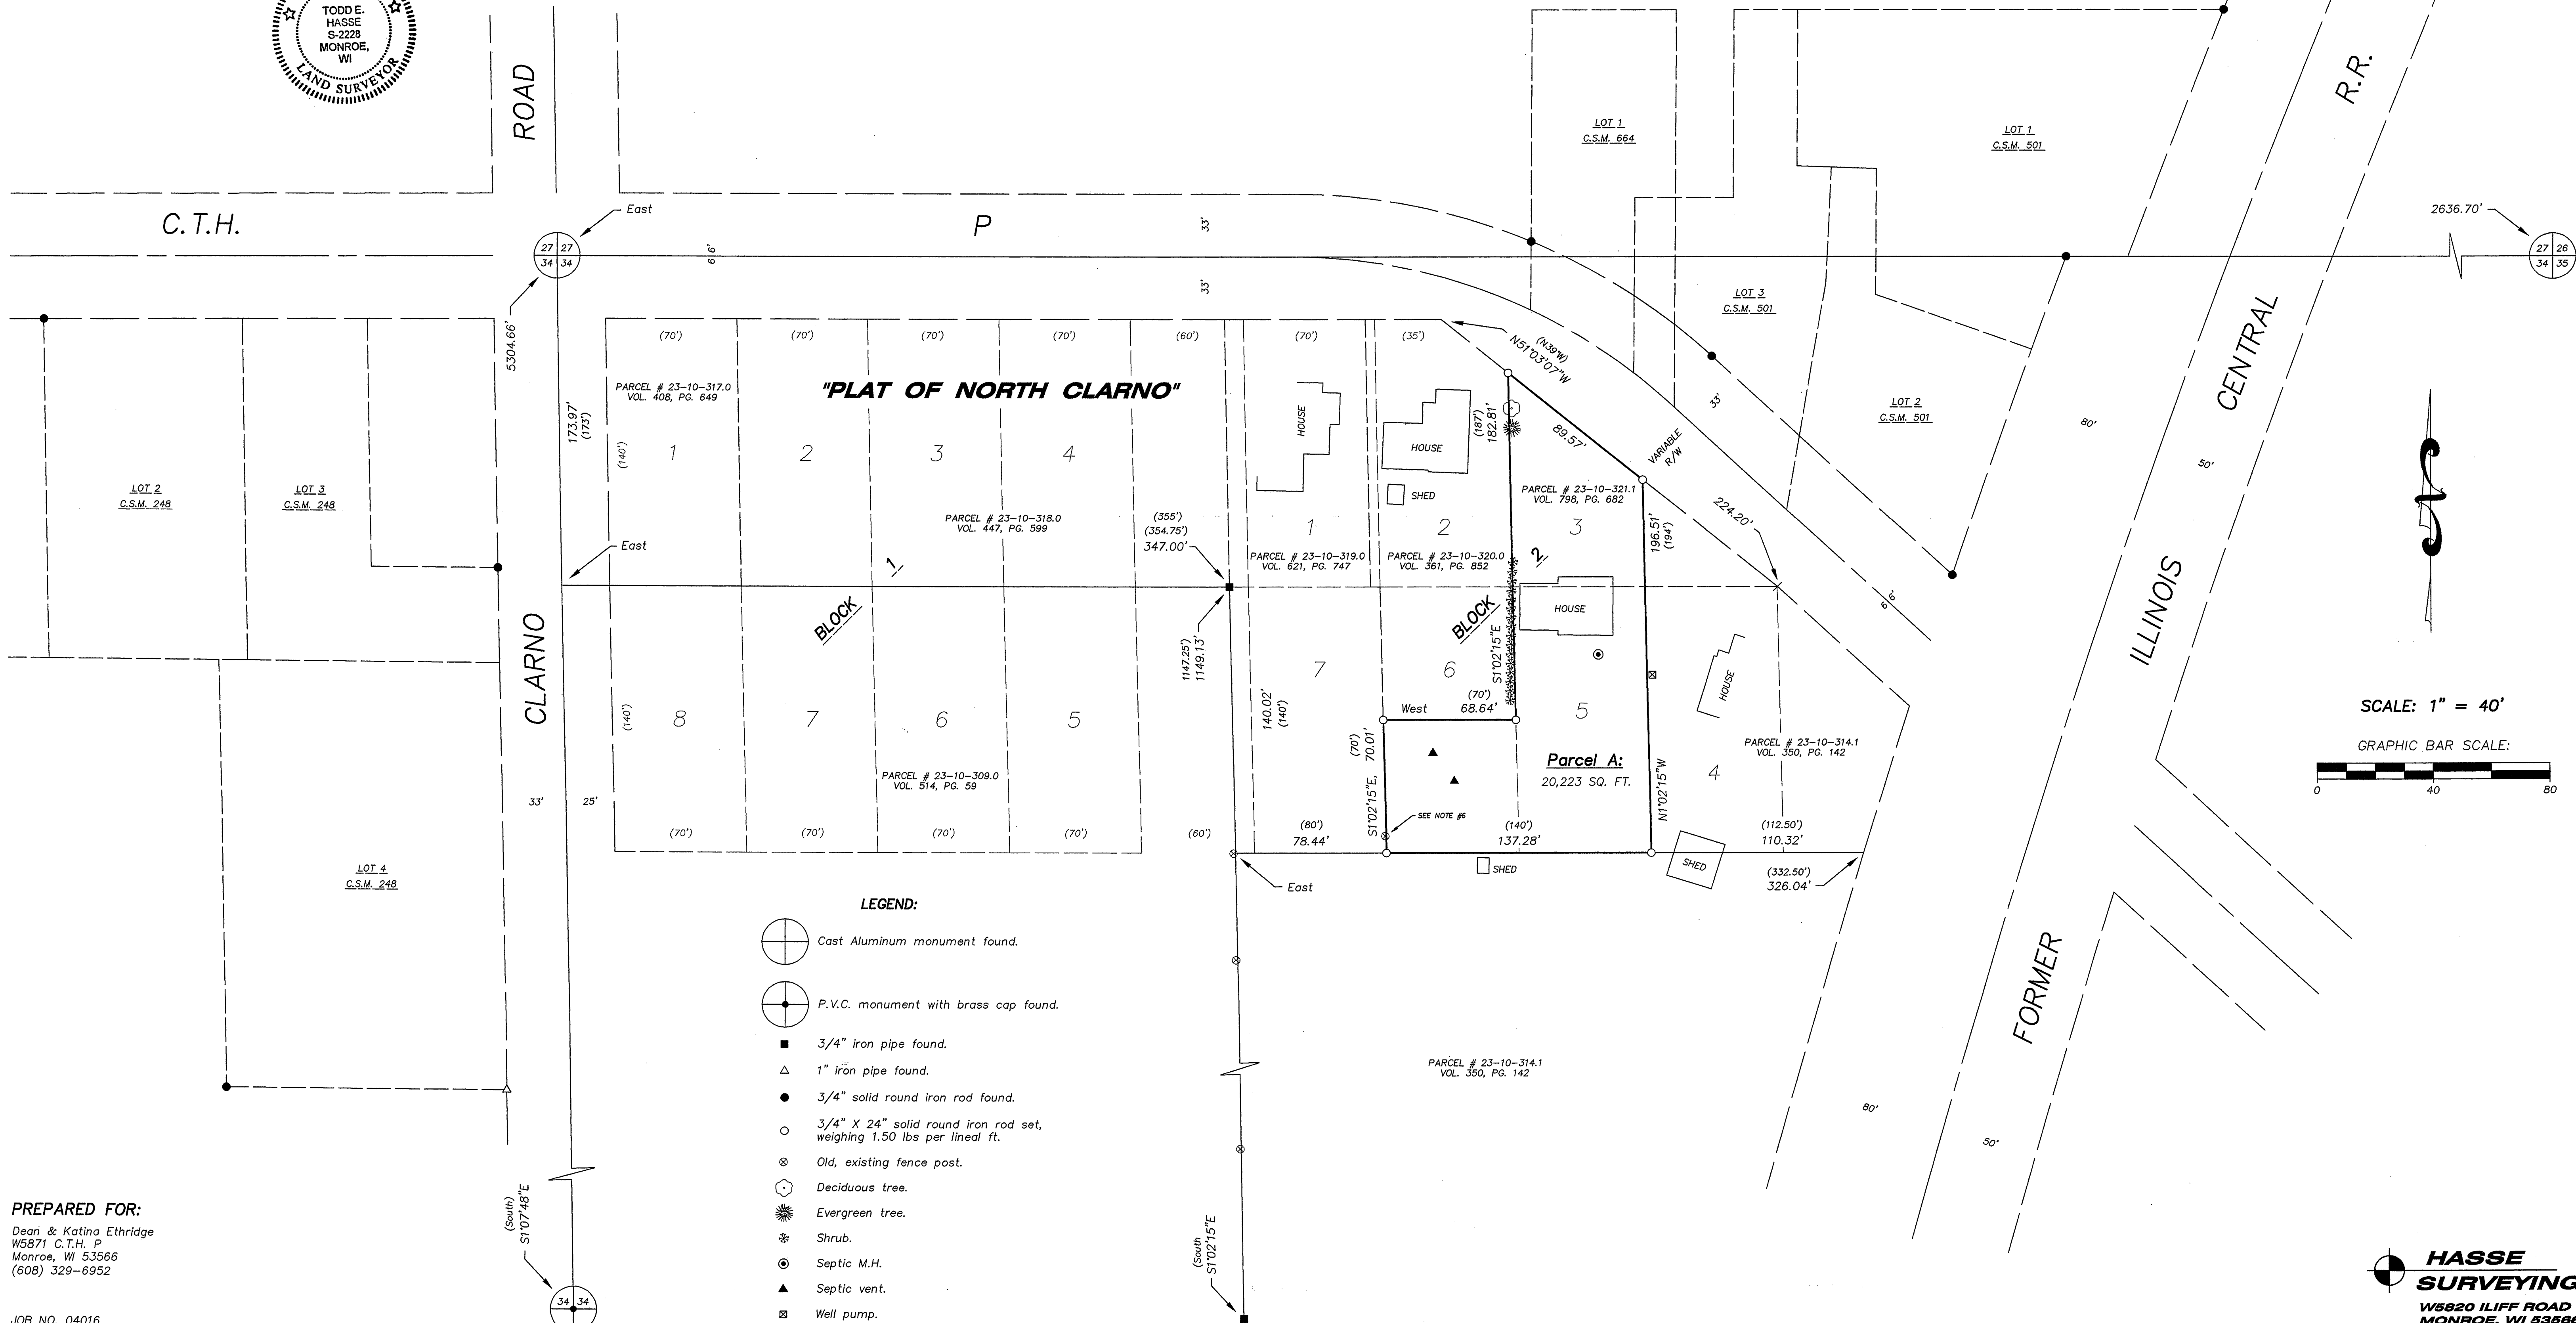 TODD E.
HASSE
S-2228
MONROE,
WI
LAND SURVEYOR
ROAD
C.T.H.
P
R.R.
East
27 27
34 34
66'
33'
33'
2636.70'
27 26
34 35
LOT 1
C.S.M. 664
LOT 1
C.S.M. 501
LOT 3
C.S.M. 501
LOT 2
C.S.M. 501
5304.66'
173.97'
(173')
(70')
(70')
(70')
(70')
(60')
(70')
(35')
(N39°W)
N51°03'07"W
PARCEL # 23-10-317.0
VOL. 408, PG. 649
"PLAT OF NORTH CLARNO"
(140')
1
2
3
4
HOUSE
HOUSE
SHED
(187')
182.81'
89.57'
33'
VARIABLE
R/W
CENTRAL
80'
50'
LOT 2
C.S.M. 248
LOT 3
C.S.M. 248
PARCEL # 23-10-318.0
VOL. 447, PG. 599
(355')
(354.75')
347.00'
1
2
3
PARCEL # 23-10-321.1
VOL. 798, PG. 682
224.20'
196.51'
(194')
East
1
BLOCK
PARCEL # 23-10-319.0
VOL. 621, PG. 747
PARCEL # 23-10-320.0
VOL. 361, PG. 852
2
BLOCK
HOUSE
66'
ILLINOIS
CLARNO
(1147.25')
1149.13'
(140')
8
7
6
5
7
6
5
S1°02'15"E
140.02'
(140')
(70')
West 68.64'
HOUSE
SCALE: 1" = 40'
GRAPHIC BAR SCALE:
0 40 80
PARCEL # 23-10-309.0
VOL. 514, PG. 59
33'
25'
(70')
S1°02'15"E, 70.01'
Parcel A:
20,223 SQ. FT.
N1°02'15"W
PARCEL # 23-10-314.1
VOL. 350, PG. 142
4
SEE NOTE #6
(70')
(70')
(70')
(70')
(60')
(80')
78.44'
(140')
137.28'
(112.50')
110.32'
SHED
SHED
(332.50')
326.04'
East
LOT 4
C.S.M. 248
FORMER
LEGEND:
Cast Aluminum monument found.
P.V.C. monument with brass cap found.
3/4" iron pipe found.
1" iron pipe found.
3/4" solid round iron rod found.
3/4" X 24" solid round iron rod set,
weighing 1.50 lbs per lineal ft.
Old, existing fence post.
Deciduous tree.
Evergreen tree.
Shrub.
Septic M.H.
Septic vent.
Well pump.
PARCEL # 23-10-314.1
VOL. 350, PG. 142
80'
50'
PREPARED FOR:
Dean & Katina Ethridge
W5871 C.T.H. P
Monroe, WI 53566
(608) 329-6952
JOB NO. 04016
(South)
S1°07'48"E
34 34
(South
S1°02'15"E
HASSE
SURVEYING
W5820 ILIFF ROAD
MONROE, WI